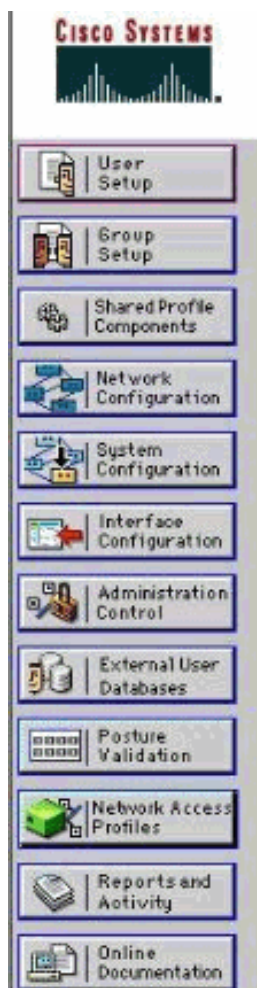 CISCO SYSTEMS
User
Setup
Group
Setup
Shared Profile
Components
Network
Configuration
System
Configuration
Interface
Configuration
Administration
Control
External User
Databases
Posture
Validation
Network Access
Profiles
Reports and
Activity
Online
Documentation